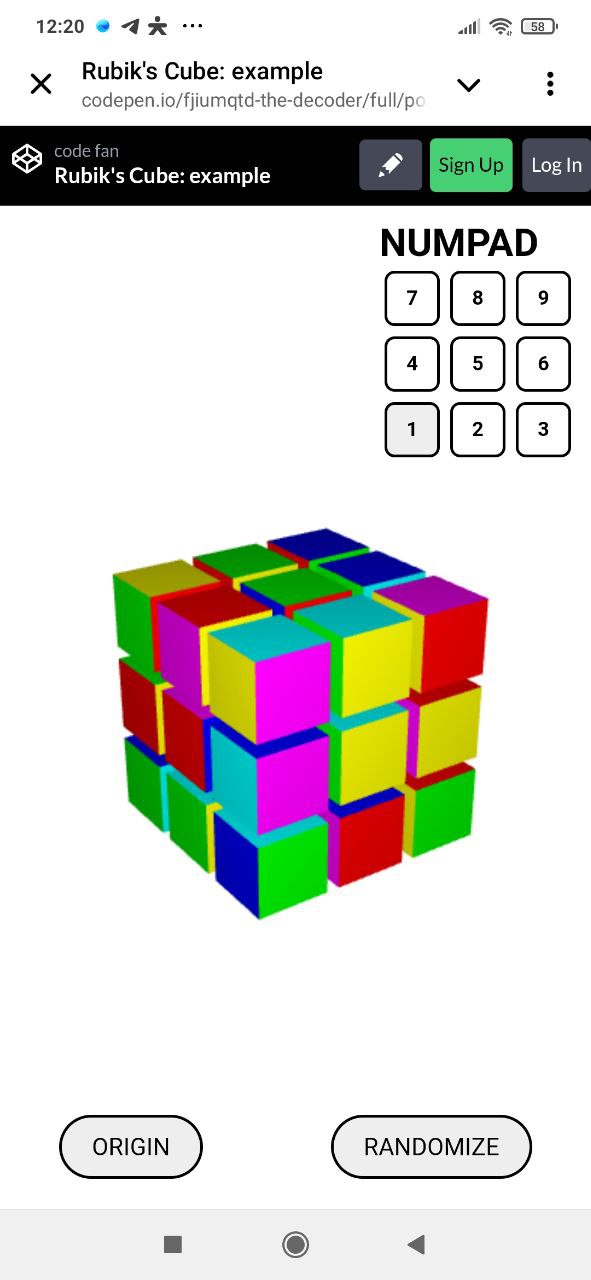 12:20
58
Rubik's Cube: example
codepen.io/fjiumqtd-the-decoder/full/po
code fan
Rubik's Cube: example
Sign Up
Log In
NUMPAD
7 8 9
4 5 6
1 2 3
ORIGIN
RANDOMIZE